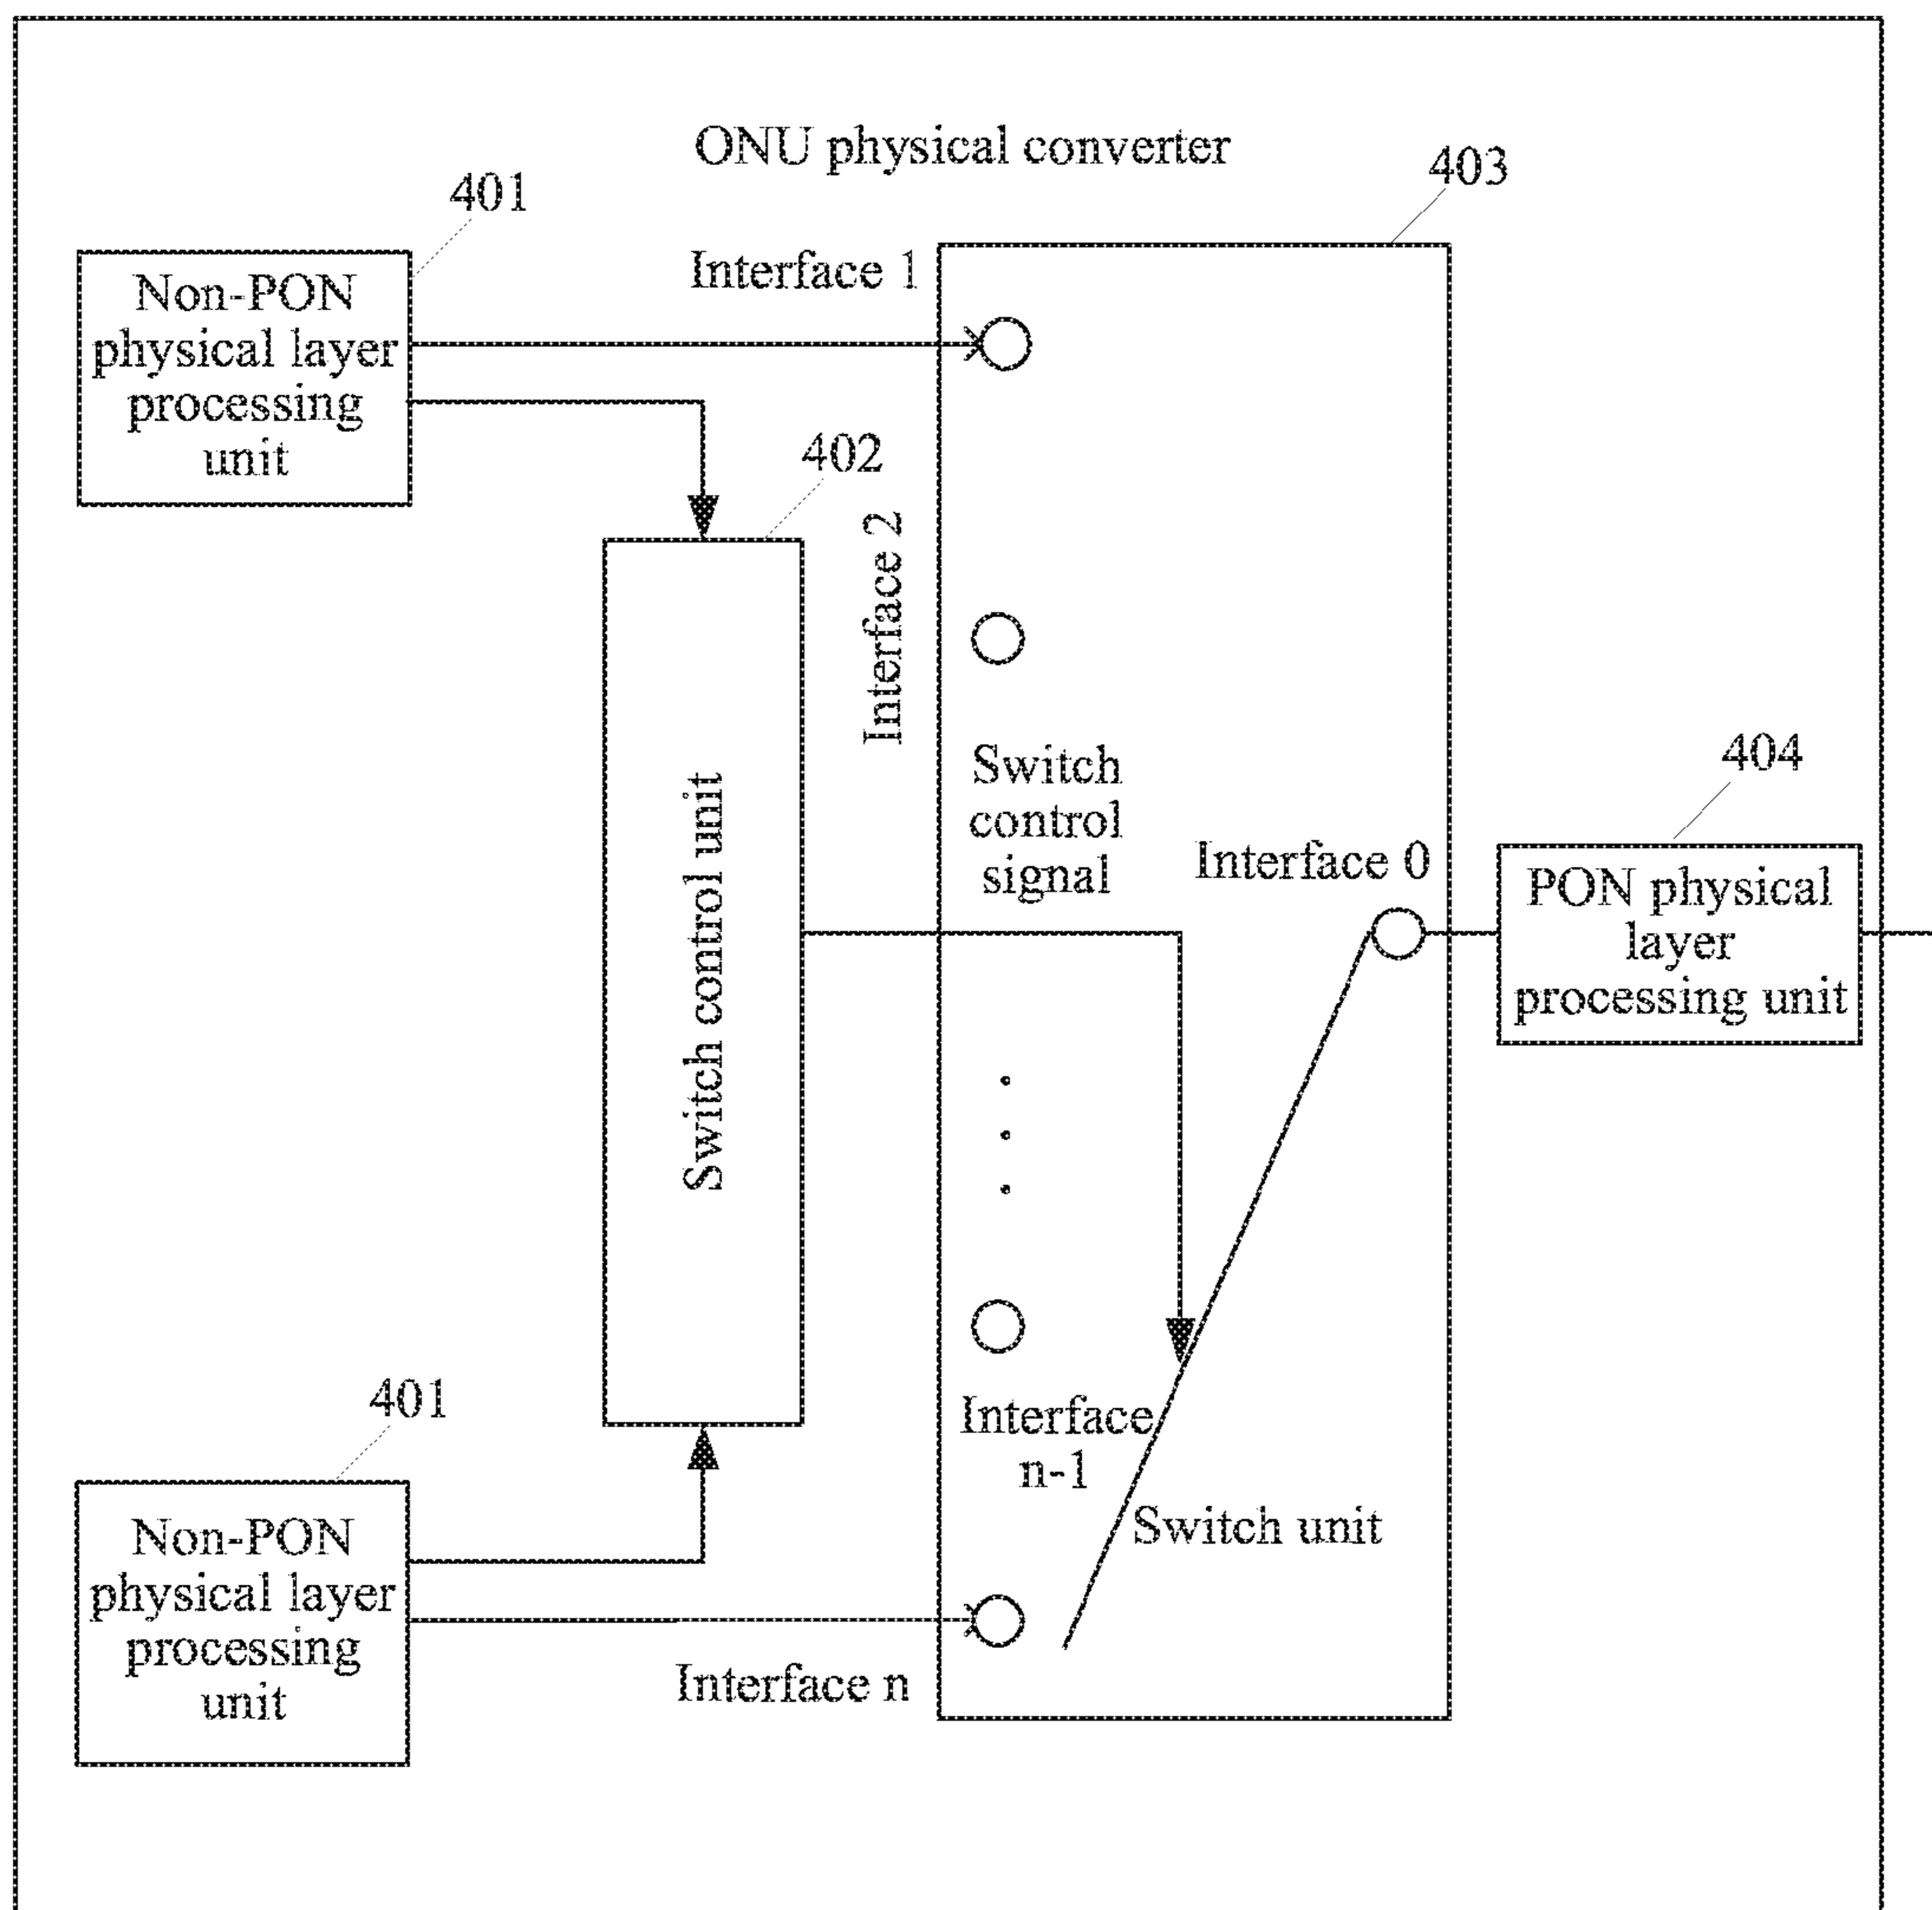 ONU physical converter
403
401
Interface 1
Non-PON
physical layer
processing
unit
402
Interface 2
Switch
control
signal
Switch control unit
404
Interface 0
PON physical
layer
processing unit
401
Interface
n-1
Switch unit
Non-PON
physical layer
processing
unit
Interface n